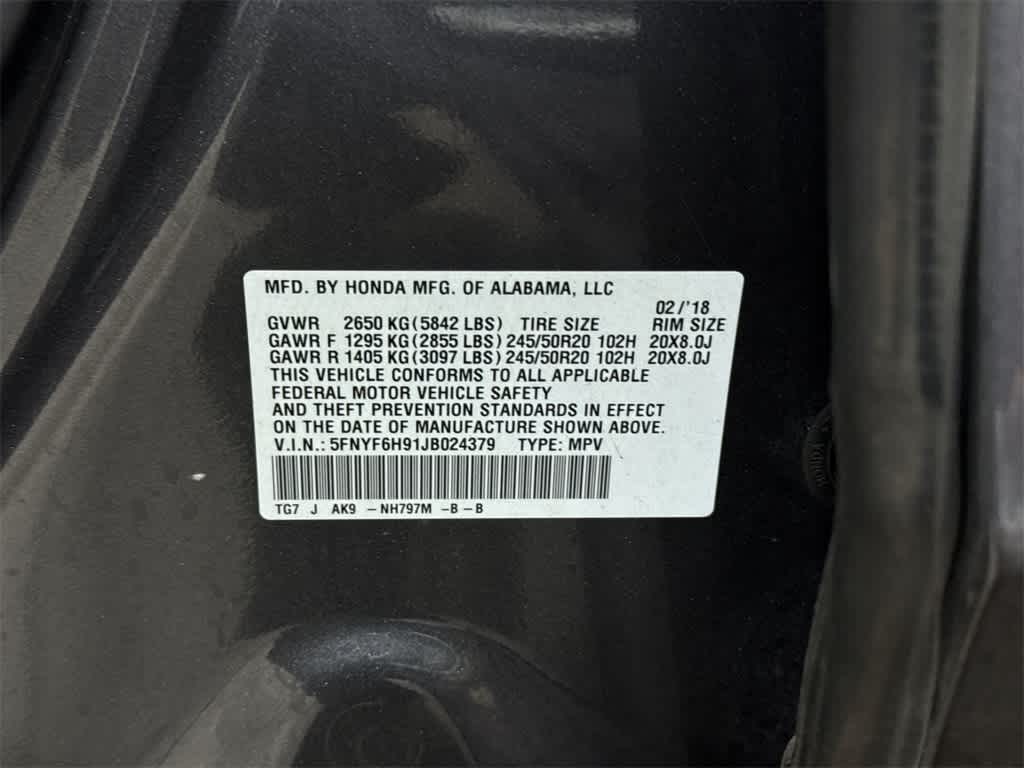 MFD. BY HONDA MFG. OF ALABAMA, LLC
02/'18
GVWR 2650 KG (5842 LBS) TIRE SIZE RIM SIZE
GAWR F 1295 KG (2855 LBS) 245/50R20 102H 20X8.0J
GAWR R 1405 KG (3097 LBS) 245/50R20 102H 20X8.0J
THIS VEHICLE CONFORMS TO ALL APPLICABLE
FEDERAL MOTOR VEHICLE SAFETY
AND THEFT PREVENTION STANDARDS IN EFFECT
ON THE DATE OF MANUFACTURE SHOWN ABOVE.
V.I.N.: 5FNYF6H91JB024379 TYPE: MPV
TG7 J AK9 -NH797M -B-B